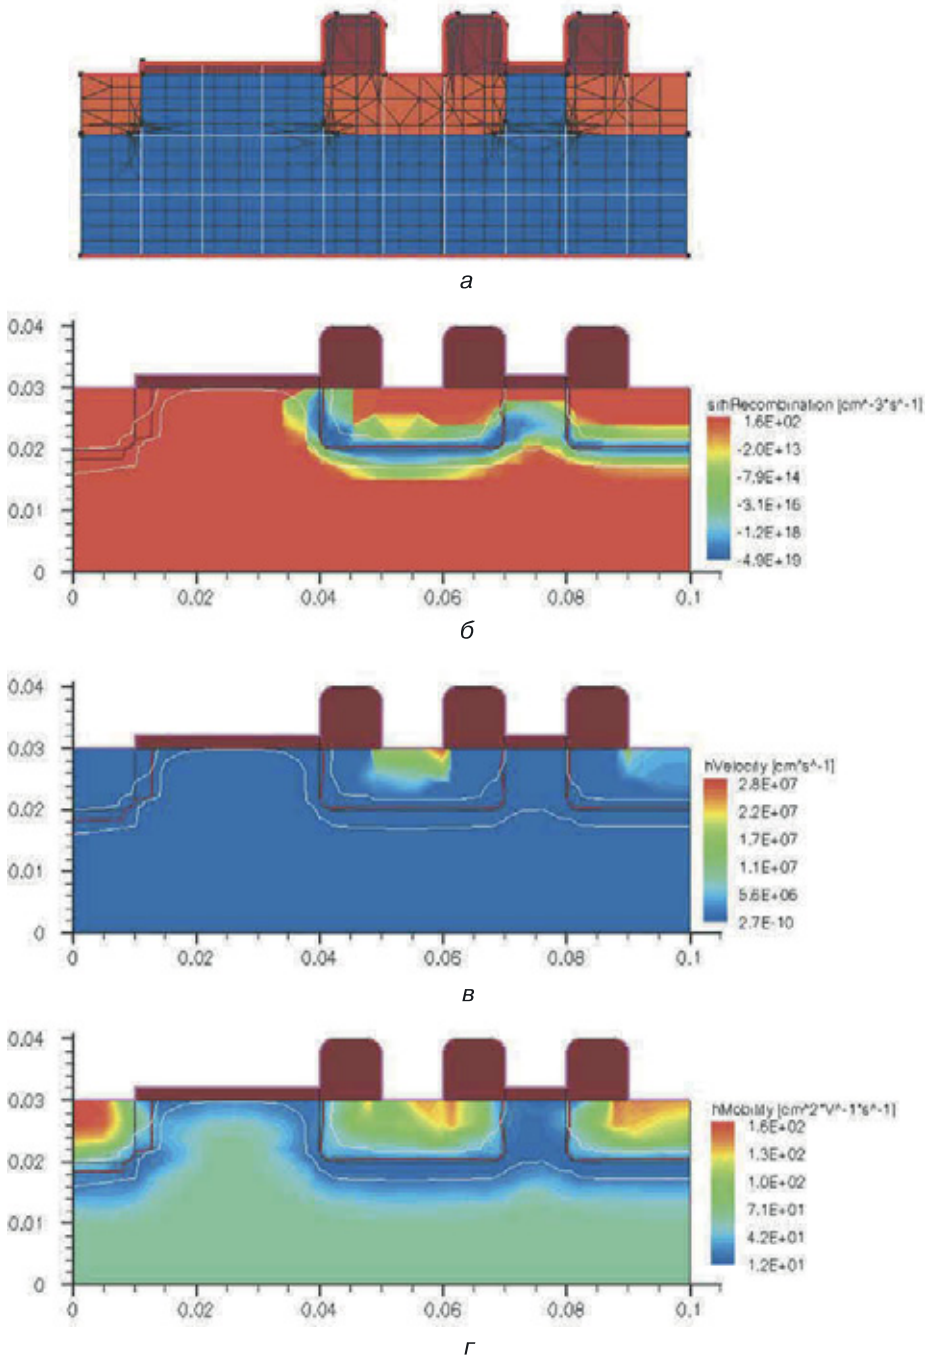 а
0.04
0.03
0.02
0.01
0
0 0.02 0.04 0.06 0.08 0.1
srhRecombination [cm^-3*s^-1]
1.6E+02
-2.0E+13
-7.9E+14
-3.1E+16
-1.2E+18
-4.9E+19
б
0.04
0.03
0.02
0.01
0
0 0.02 0.04 0.06 0.08 0.1
hVelocity [cm*s^-1]
2.8E+07
2.2E+07
1.7E+07
1.1E+07
5.6E+06
2.7E-10
в
0.04
0.03
0.02
0.01
0
0 0.02 0.04 0.06 0.08 0.1
hMobility [cm^2*V^-1*s^-1]
1.6E+02
1.3E+02
1.0E+02
7.1E+01
4.2E+01
1.2E+01
г